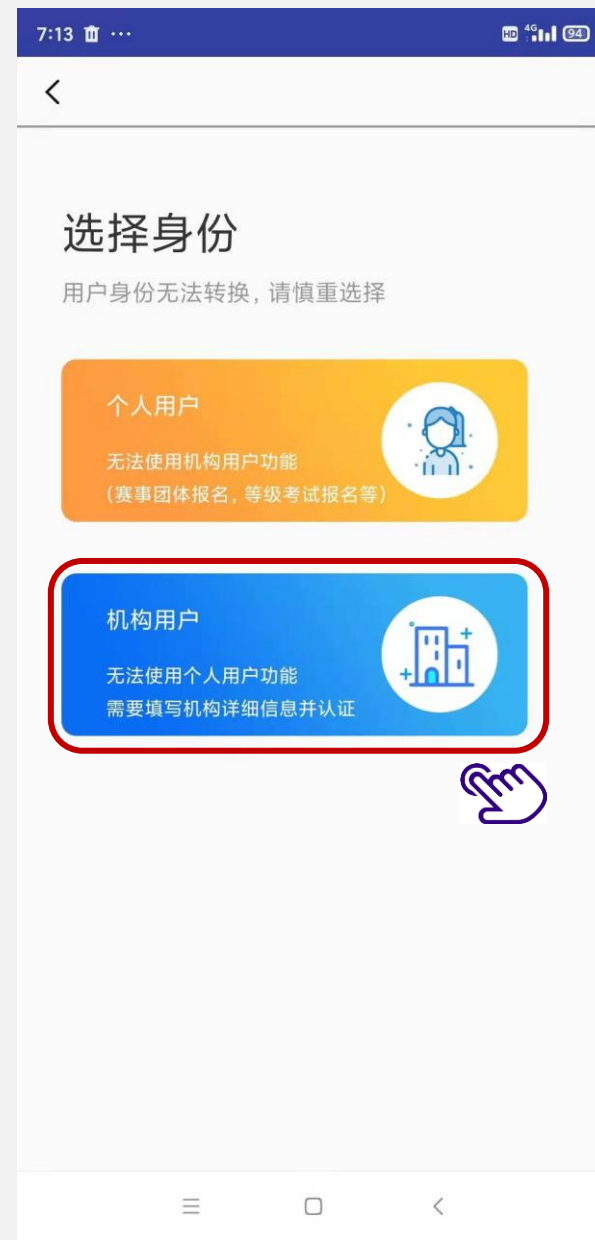 7:13 ··· HD 4G 94
选择身份
用户身份无法转换，请慎重选择
个人用户
无法使用机构用户功能
(赛事团体报名，等级考试报名等)
机构用户
无法使用个人用户功能
需要填写机构详细信息并认证